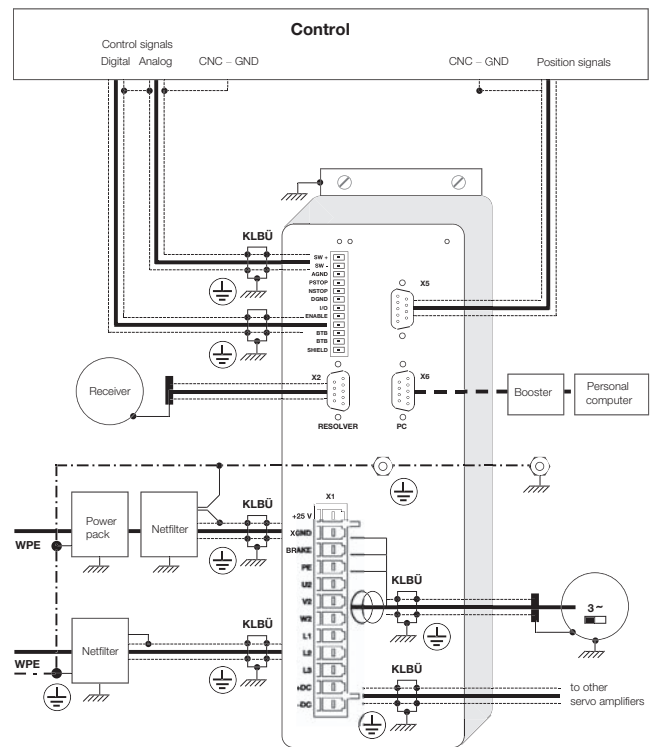 Control
Control signals
Digital Analog CNC – GND CNC – GND Position signals
KLBÜ
SW +
SW -
AGND
PSTOP
NSTOP
DGND
I/O
ENABLE
BTB
BTB
SHIELD
X5
KLBÜ
X2
RESOLVER
X6
PC
Receiver
Booster
Personal
computer
X1
Power
pack
Netfilter
KLBÜ
WPE
+25 V
XGND
BRAKE
PE
U2
V2
W2
L1
L2
L3
+DC
-DC
KLBÜ
3~
Netfilter
KLBÜ
WPE
KLBÜ
to other
servo amplifiers